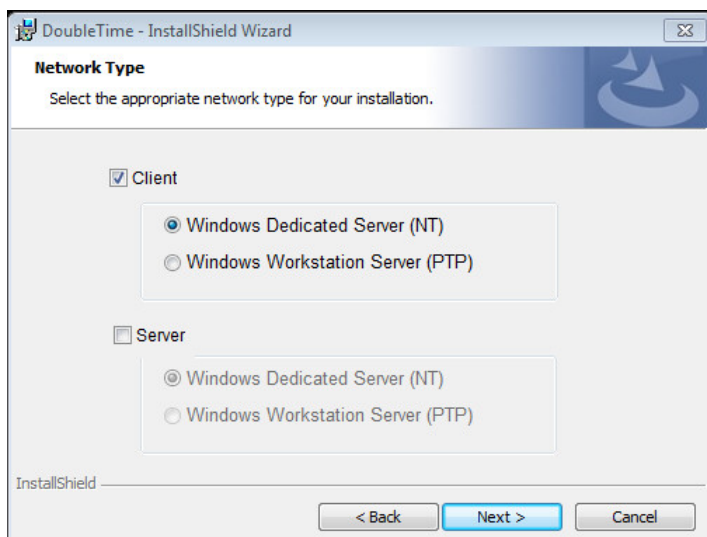 DoubleTime - InstallShield Wizard
Network Type
Select the appropriate network type for your installation.
Client
Windows Dedicated Server (NT)
Windows Workstation Server (PTP)
Server
Windows Dedicated Server (NT)
Windows Workstation Server (PTP)
InstallShield
< Back Next > Cancel